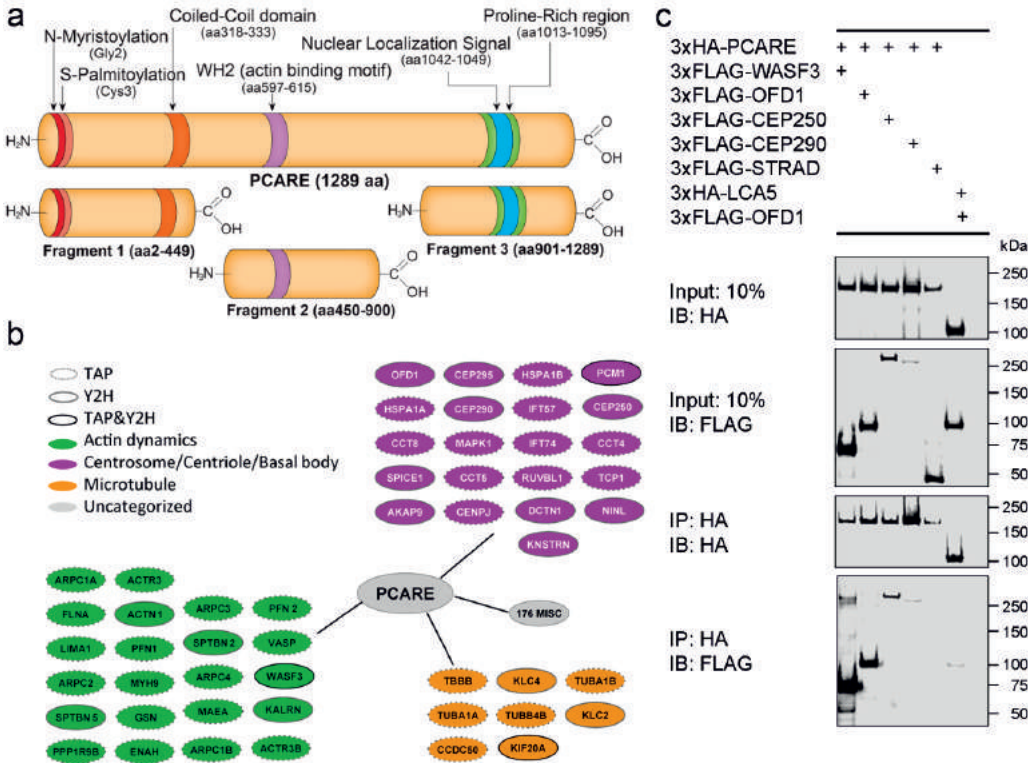 a
Coiled-Coil domain
(aa318-333)
Proline-Rich region
(aa1013-1095)
N-Myristoylation
(Gly2)
Nuclear Localization Signal
(aa1042-1049)
S-Palmitoylation
(Cys3)
WH2 (actin binding motif)
(aa597-615)
H₂N
O
OH
PCARE (1289 aa)
H₂N
O
OH
Fragment 1 (aa2-449)
H₂N
O
OH
Fragment 3 (aa901-1289)
H₂N
O
OH
Fragment 2 (aa450-900)
b
TAP
Y2H
TAP&Y2H
Actin dynamics
Centrosome/Centriole/Basal body
Microtubule
Uncategorized
OFD1 CEP295 HSPA1B PCM1
HSPA1A CEP290 IFT57 CEP250
CCT8 MAPK1 IFT74 CCT4
SPICE1 CCT5 RUVBL1 TCP1
AKAP9 CENPJ DCTN1 NINL
KNSTRN
PCARE
176 MISC
ARPC1A ACTR3
FLNA ACTN1 ARPC3 PFN2
LIMA1 PFN1 SPTBN2 VASP
ARPC2 MYH9 ARPC4 WASF3
SPTBN5 GSN MAEA KALRN
PPP1R9B ENAH ARPC1B ACTR3B
TBBB KLC4 TUBA1B
TUBA1A TUBB4B KLC2
CCDC50 KIF20A
c
3xHA-PCARE + + + + +
3xFLAG-WASF3 +
3xFLAG-OFD1 +
3xFLAG-CEP250 +
3xFLAG-CEP290 +
3xFLAG-STRAD +
3xHA-LCA5 +
3xFLAG-OFD1 +
kDa
Input: 10%
IB: HA
250
150
100
Input: 10%
IB: FLAG
250
150
100
75
50
IP: HA
IB: HA
250
150
100
IP: HA
IB: FLAG
250
150
100
75
50